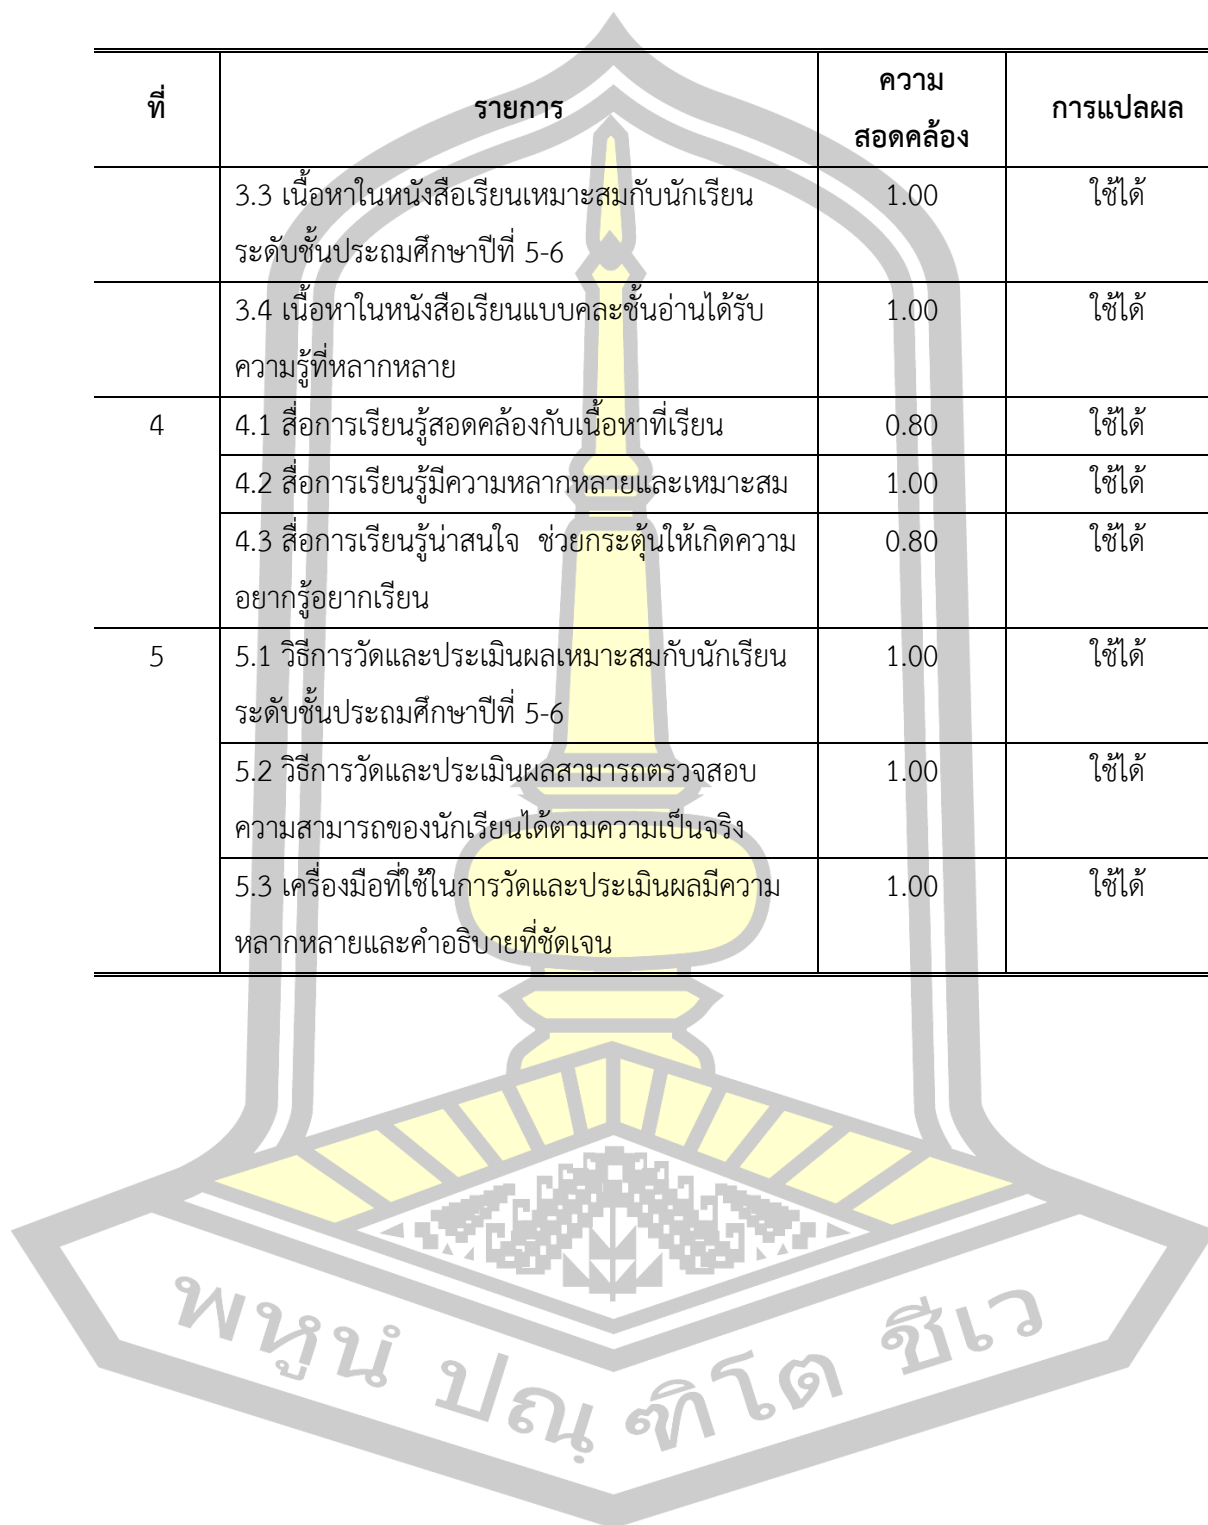 ที่ รายการ ความ
สอดคล้อง การแปลผล
3.3 เนื้อหาในหนังสือเรียนเหมาะสมกับนักเรียน 1.00 ใช้ได้
ระดับชั้นประถมศึกษาปีที่ 5-6
3.4 เนื้อหาในหนังสือเรียนแบบคละชั้นอ่านได้รับ 1.00 ใช้ได้
ความรู้ที่หลากหลาย
4 4.1 สื่อการเรียนรู้สอดคล้องกับเนื้อหาที่เรียน 0.80 ใช้ได้
4.2 สื่อการเรียนรู้มีความหลากหลายและเหมาะสม 1.00 ใช้ได้
4.3 สื่อการเรียนรู้น่าสนใจ ช่วยกระตุ้นให้เกิดความ 0.80 ใช้ได้
อยากรู้อยากเรียน
5 5.1 วิธีการวัดและประเมินผลเหมาะสมกับนักเรียน 1.00 ใช้ได้
ระดับชั้นประถมศึกษาปีที่ 5-6
5.2 วิธีการวัดและประเมินผลสามารถตรวจสอบ 1.00 ใช้ได้
ความสามารถของนักเรียนได้ตามความเป็นจริง
5.3 เครื่องมือที่ใช้ในการวัดและประเมินผลมีความ 1.00 ใช้ได้
หลากหลายและคำอธิบายที่ชัดเจน
พหูนํ ปณฺฑิโต ชีเว